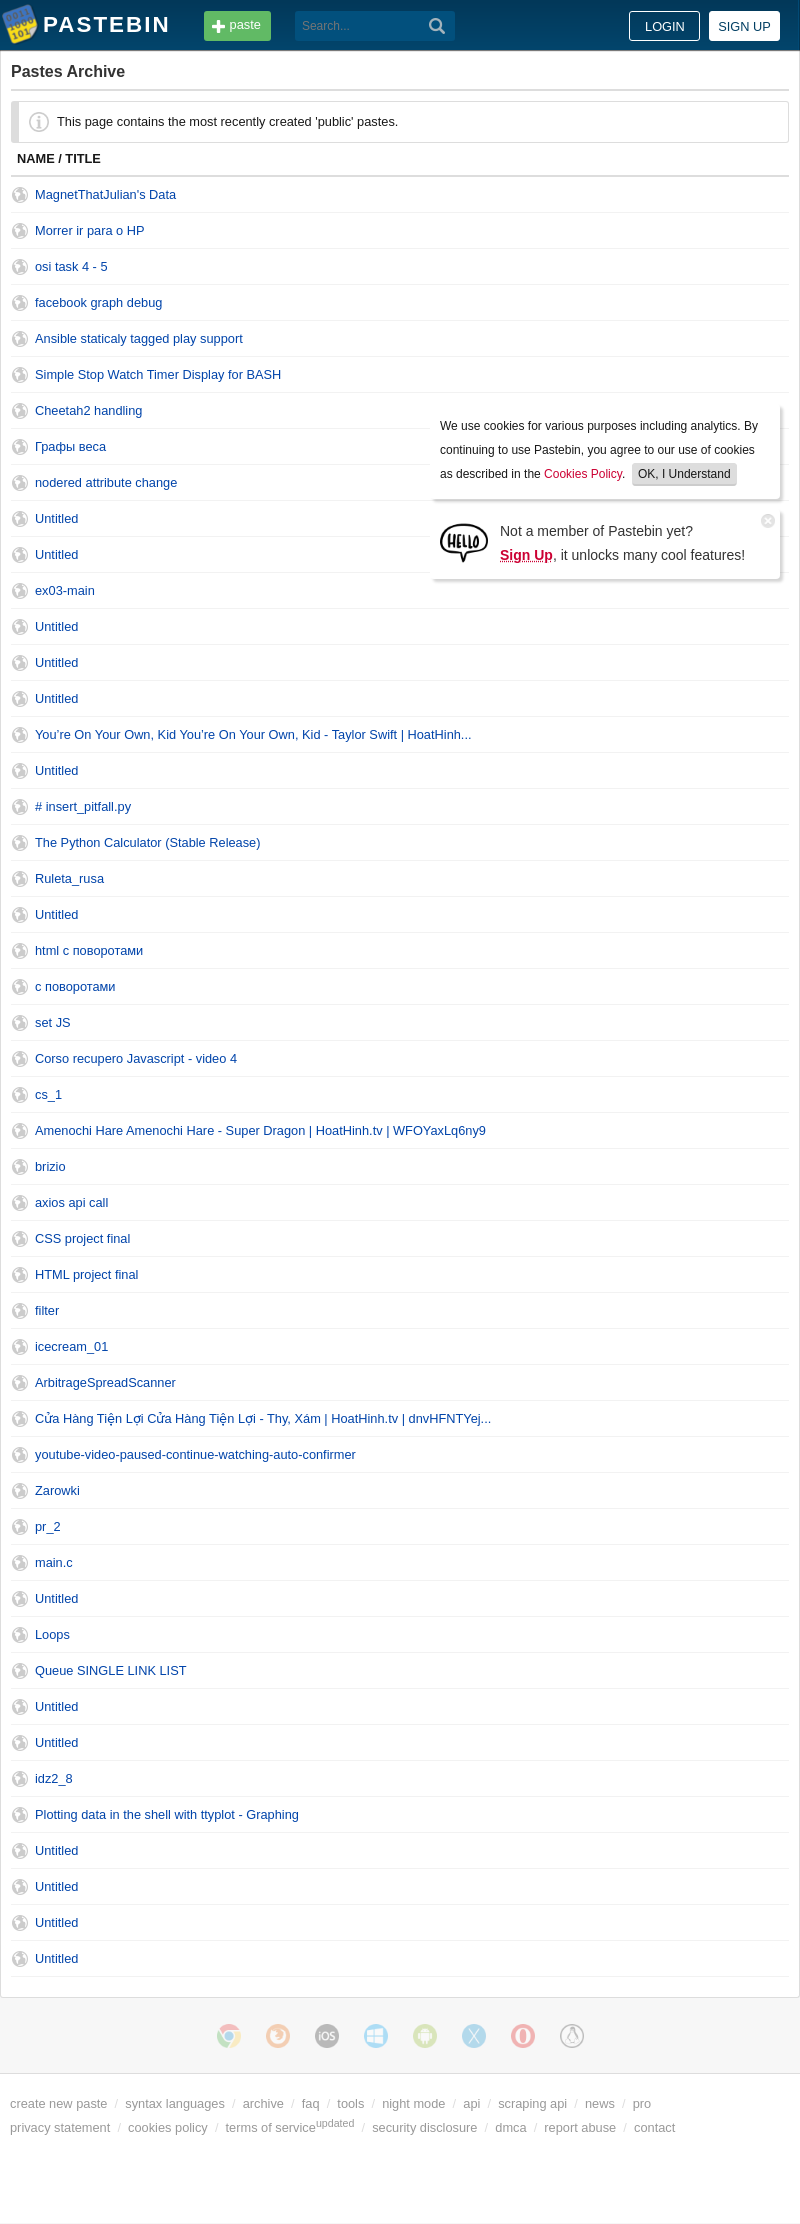 PASTEBIN
paste
Search...
LOGIN
SIGN UP
Pastes Archive
This page contains the most recently created 'public' pastes.
NAME / TITLE
MagnetThatJulian's Data
Morrer ir para o HP
osi task 4 - 5
facebook graph debug
Ansible staticaly tagged play support
Simple Stop Watch Timer Display for BASH
Cheetah2 handling
Графы веса
nodered attribute change
Untitled
Untitled
ex03-main
Untitled
Untitled
Untitled
You’re On Your Own, Kid You’re On Your Own, Kid - Taylor Swift | HoatHinh...
Untitled
# insert_pitfall.py
The Python Calculator (Stable Release)
Ruleta_rusa
Untitled
html с поворотами
с поворотами
set JS
Corso recupero Javascript - video 4
cs_1
Amenochi Hare Amenochi Hare - Super Dragon | HoatHinh.tv | WFOYaxLq6ny9
brizio
axios api call
CSS project final
HTML project final
filter
icecream_01
ArbitrageSpreadScanner
Cửa Hàng Tiện Lợi Cửa Hàng Tiện Lợi - Thy, Xám | HoatHinh.tv | dnvHFNTYej...
youtube-video-paused-continue-watching-auto-confirmer
Zarowki
pr_2
main.c
Untitled
Loops
Queue SINGLE LINK LIST
Untitled
Untitled
idz2_8
Plotting data in the shell with ttyplot - Graphing
Untitled
Untitled
Untitled
Untitled
We use cookies for various purposes including analytics. By
continuing to use Pastebin, you agree to our use of cookies
as described in the Cookies Policy. OK, I Understand
HELLO
Not a member of Pastebin yet?
Sign Up, it unlocks many cool features!
iOS
create new paste / syntax languages / archive / faq / tools / night mode / api / scraping api / news / pro
privacy statement / cookies policy / terms of service updated / security disclosure / dmca / report abuse / contact